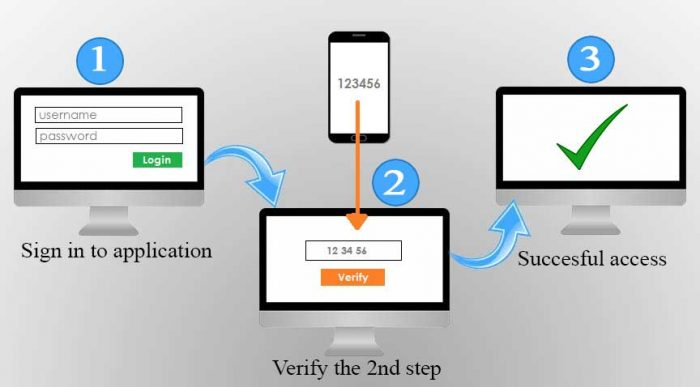 1
username
password
Login
Sign in to application
123456
2
12 34 56
Verify
Verify the 2nd step
3
Succesful access